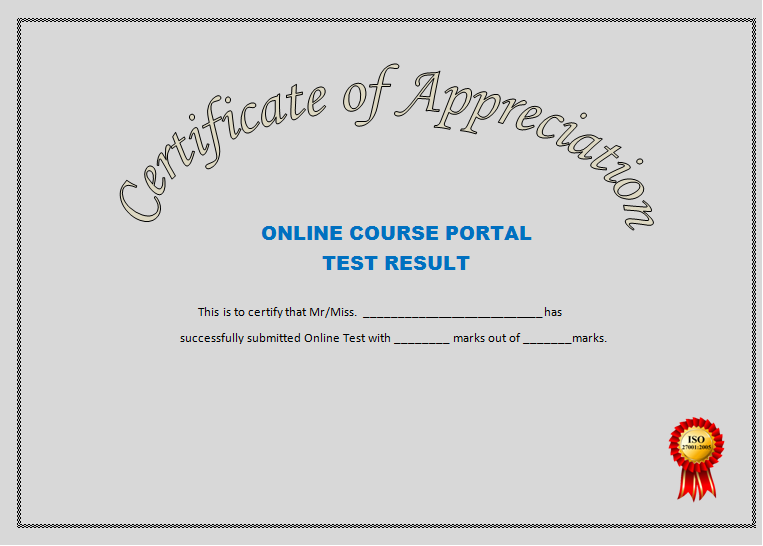 Certificate of Appreciation
ONLINE COURSE PORTAL
TEST RESULT
This is to certify that Mr/Miss. ____________________________has
successfully submitted Online Test with ________ marks out of _______marks.
ISO
27001:2005